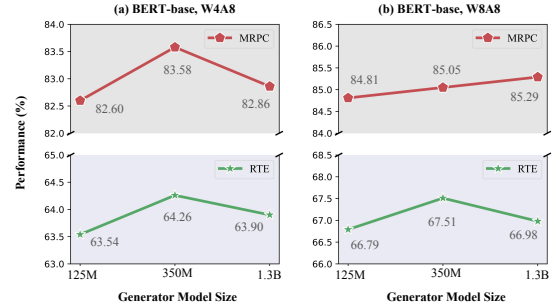 (a) BERT-base, W4A8
84.0
83.5
83.0
82.5
82.0
MRPC
82.60
83.58
82.86
65.0
64.5
64.0
63.5
63.0
RTE
63.54
64.26
63.90
125M
350M
1.3B
Generator Model Size
Performance (%)
(b) BERT-base, W8A8
86.5
86.0
85.5
85.0
84.5
84.0
MRPC
84.81
85.05
85.29
68.5
68.0
67.5
67.0
66.5
66.0
RTE
66.79
67.51
66.98
125M
350M
1.3B
Generator Model Size